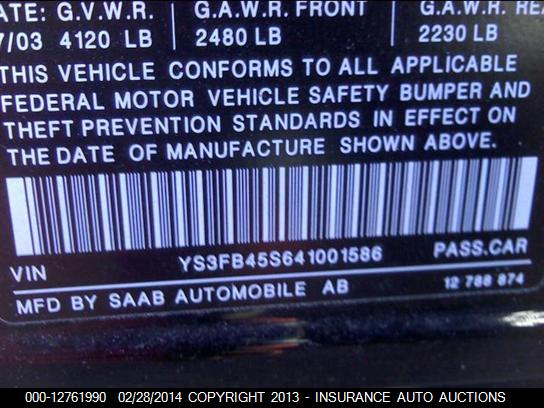 ATE: G.V.W.R. G.A.W.R. FRONT G.A.W.R. REA
7/03 4120 LB 2480 LB 2230 LB
THIS VEHICLE CONFORMS TO ALL APPLICABLE
FEDERAL MOTOR VEHICLE SAFETY BUMPER AND
THEFT PREVENTION STANDARDS IN EFFECT ON
THE DATE OF MANUFACTURE SHOWN ABOVE.
VIN YS3FB45S641001586 PASS.CAR
MFD BY SAAB AUTOMOBILE AB 12 788 874
000-12761990 02/28/2014 COPYRIGHT 2013 - INSURANCE AUTO AUCTIONS